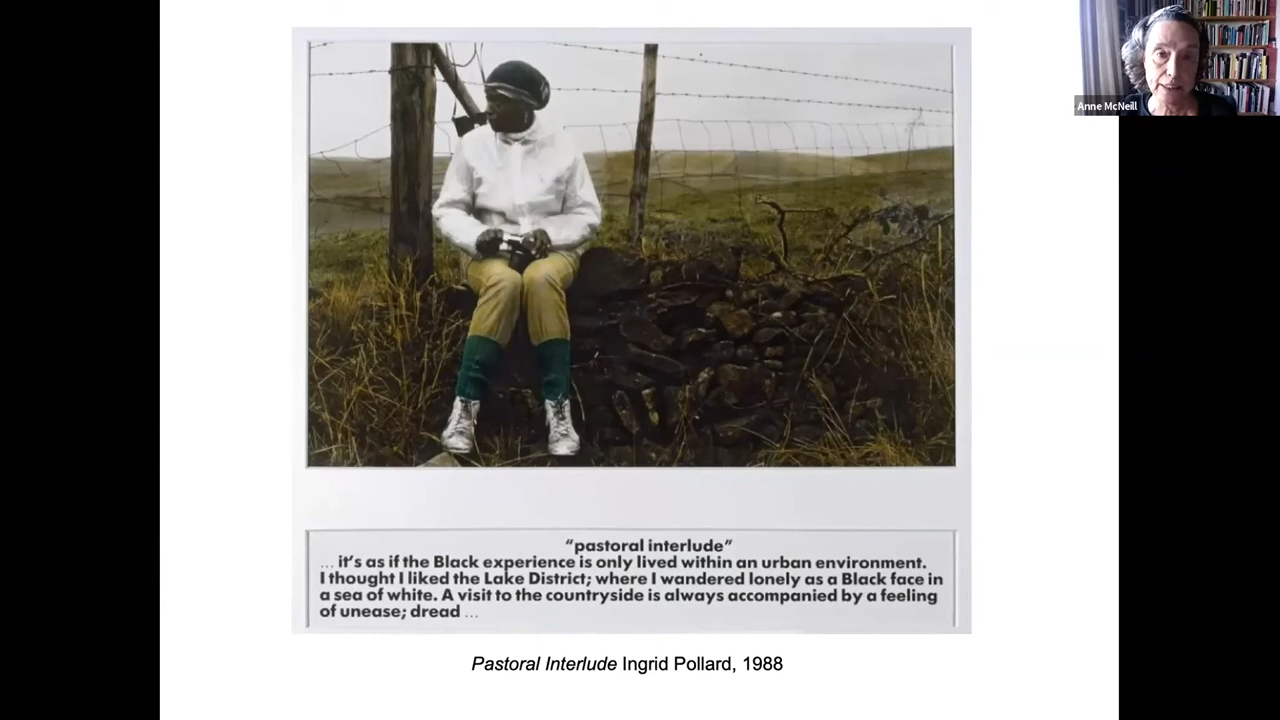 Anne McNeill
“pastoral interlude”
... it's as if the Black experience is only lived within an urban environment.
I thought I liked the Lake District; where I wandered lonely as a Black face in
a sea of white. A visit to the countryside is always accompanied by a feeling
of unease; dread ...
Pastoral Interlude Ingrid Pollard, 1988